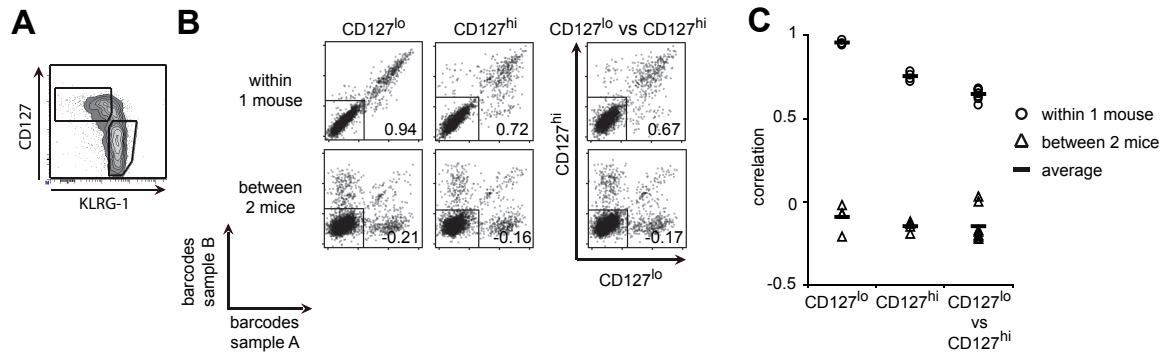 A
CD127
KLRG-1
B
CD127lo
CD127hi
CD127lo vs CD127hi
within
1 mouse
0.94
0.72
0.67
CD127hi
between
2 mice
-0.21
-0.16
-0.17
CD127lo
barcodes
sample B
barcodes
sample A
C
1
0.5
0
-0.5
correlation
CD127lo
CD127hi
CD127lo
vs
CD127hi
within 1 mouse
between 2 mice
average